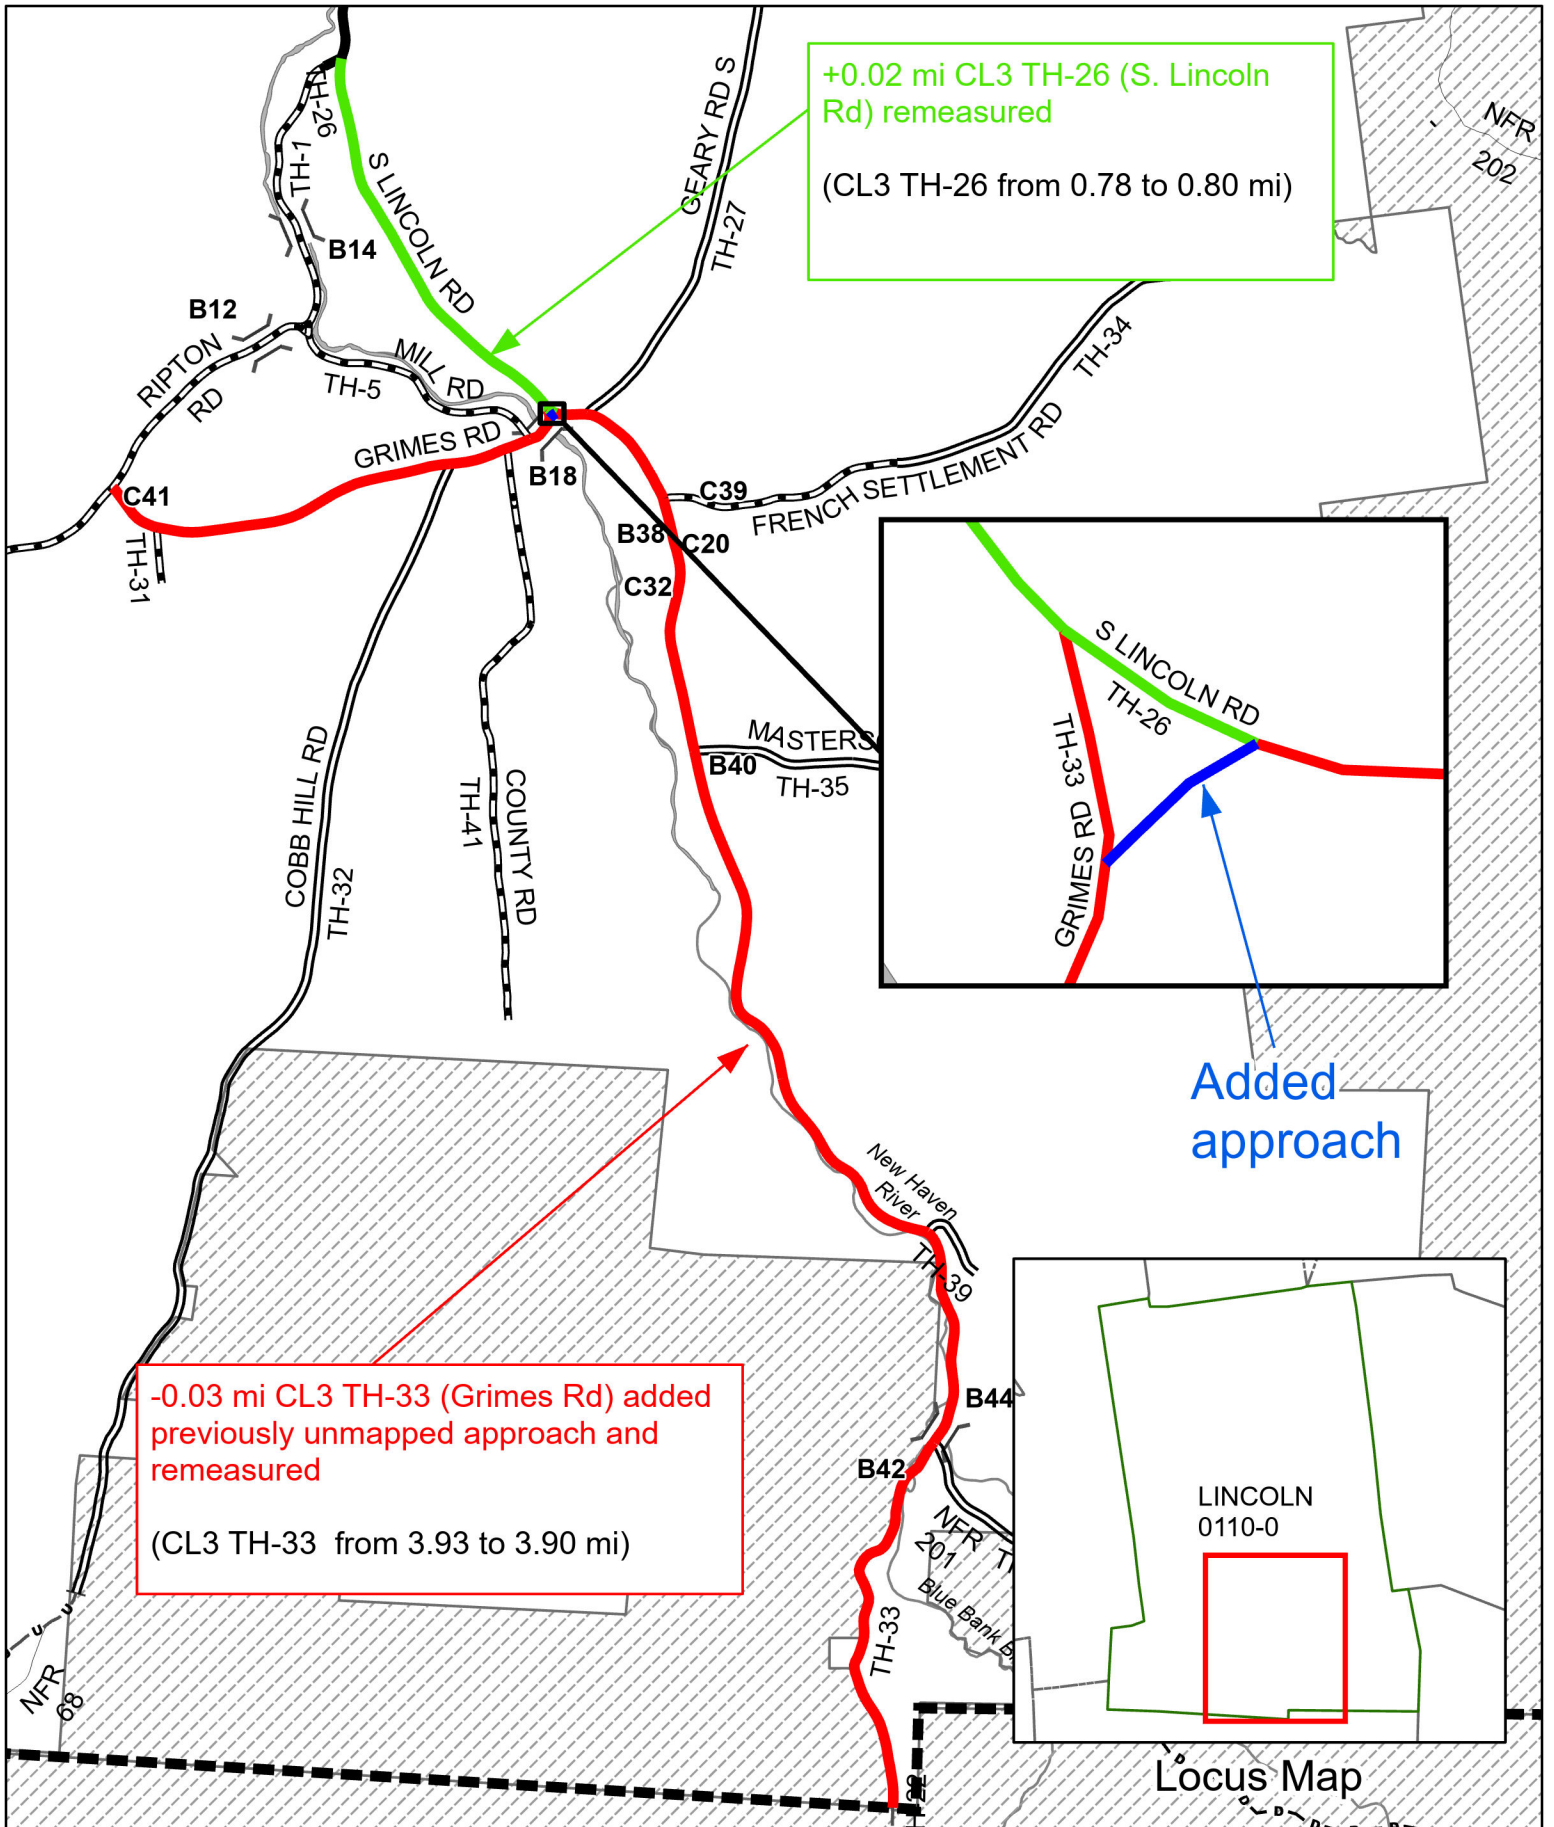 +0.02 mi CL3 TH-26 (S. Lincoln
Rd) remeasured
(CL3 TH-26 from 0.78 to 0.80 mi)
NFR
202
TH-26
TH-1
S LINCOLN RD
GEARY RD S
TH-27
B14
B12
RIPTON
RD
MILL RD
TH-5
TH-34
GRIMES RD
B18
C41
C39
FRENCH SETTLEMENT RD
B38
C20
C32
TH-31
S LINCOLN RD
TH-26
TH-33
GRIMES RD
MASTERS
B40
TH-35
COBB HILL RD
TH-32
COUNTY RD
TH-41
Added
approach
New Haven
River
TH-39
-0.03 mi CL3 TH-33 (Grimes Rd) added
previously unmapped approach and
remeasured
(CL3 TH-33 from 3.93 to 3.90 mi)
B44
B42
NFR
201
Blue Bank
TH-33
LINCOLN
0110-0
NFR
68
U
U
Locus Map
D
D
D